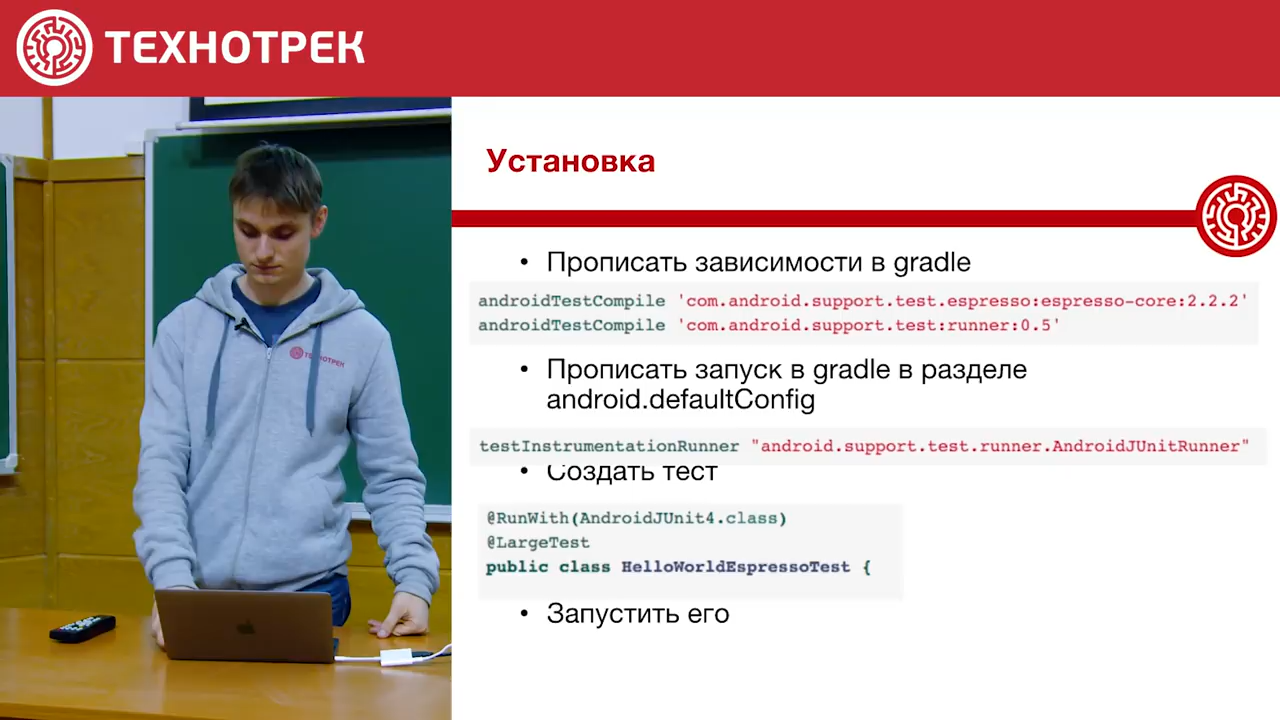 ТЕХНОТРЕК
Установка
• Прописать зависимости в gradle
androidTestCompile 'com.android.support.test.espresso:espresso-core:2.2.2'
androidTestCompile 'com.android.support.test:runner:0.5'
• Прописать запуск в gradle в разделе
android.defaultConfig
testInstrumentationRunner "android.support.test.runner.AndroidJUnitRunner"
• Создать тест
@RunWith(AndroidJUnit4.class)
@LargeTest
public class HelloWorldEspressoTest {
• Запустить его
ТЕХНОТРЕК